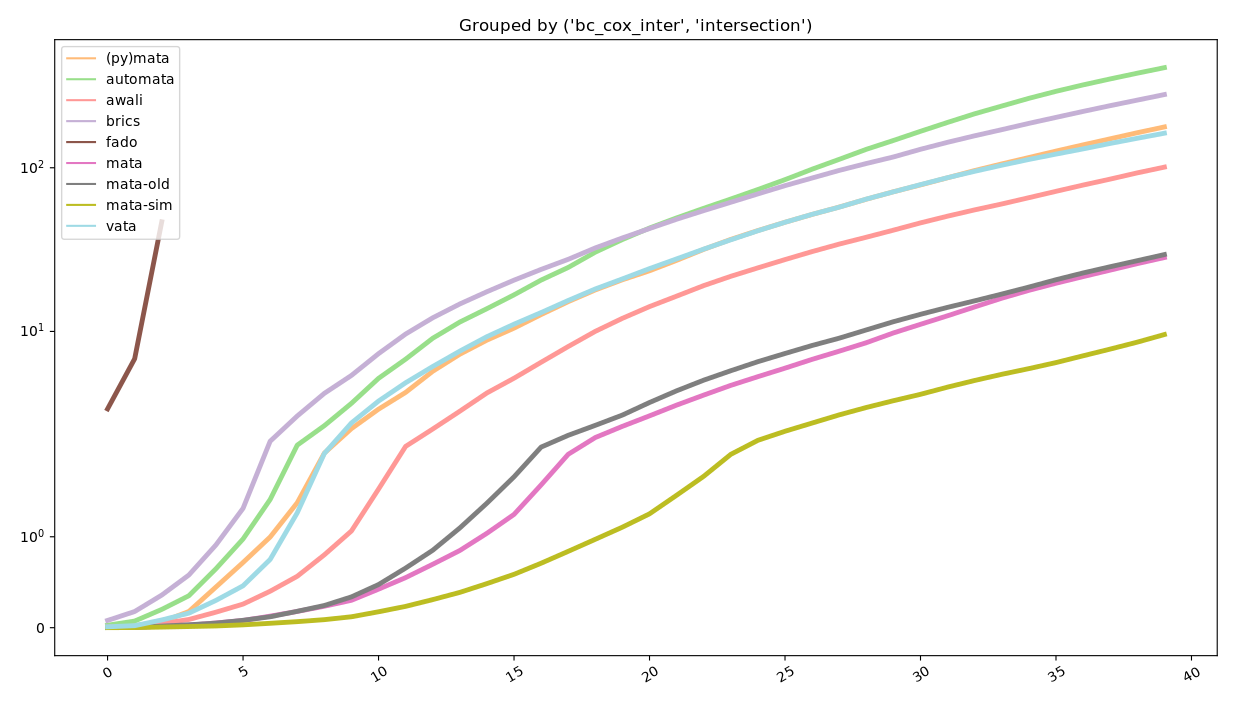 Grouped by ('bc_cox_inter', 'intersection')
(py)mata
automata
awali
brics
fado
mata
mata-old
mata-sim
vata
10²
10¹
10⁰
0
0 5 10 15 20 25 30 35 40